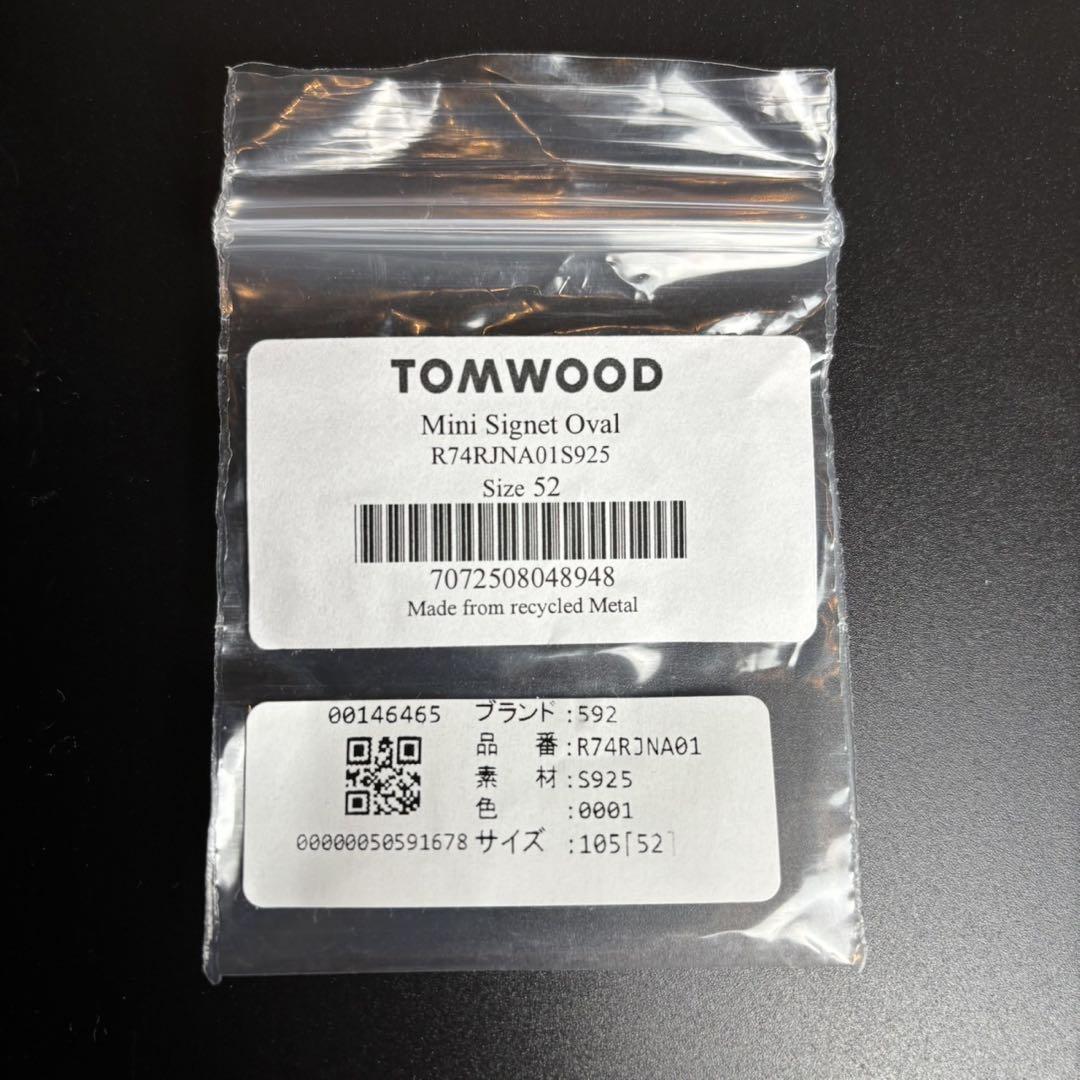 TOMWOOD
Mini Signet Oval
R74RJNA01S925
Size 52
7072508048948
Made from recycled Metal
00146465 ブランド :592
品 番 :R74RJNA01
素 材 :S925
色 :0001
00000050591678 サイズ :105[52]